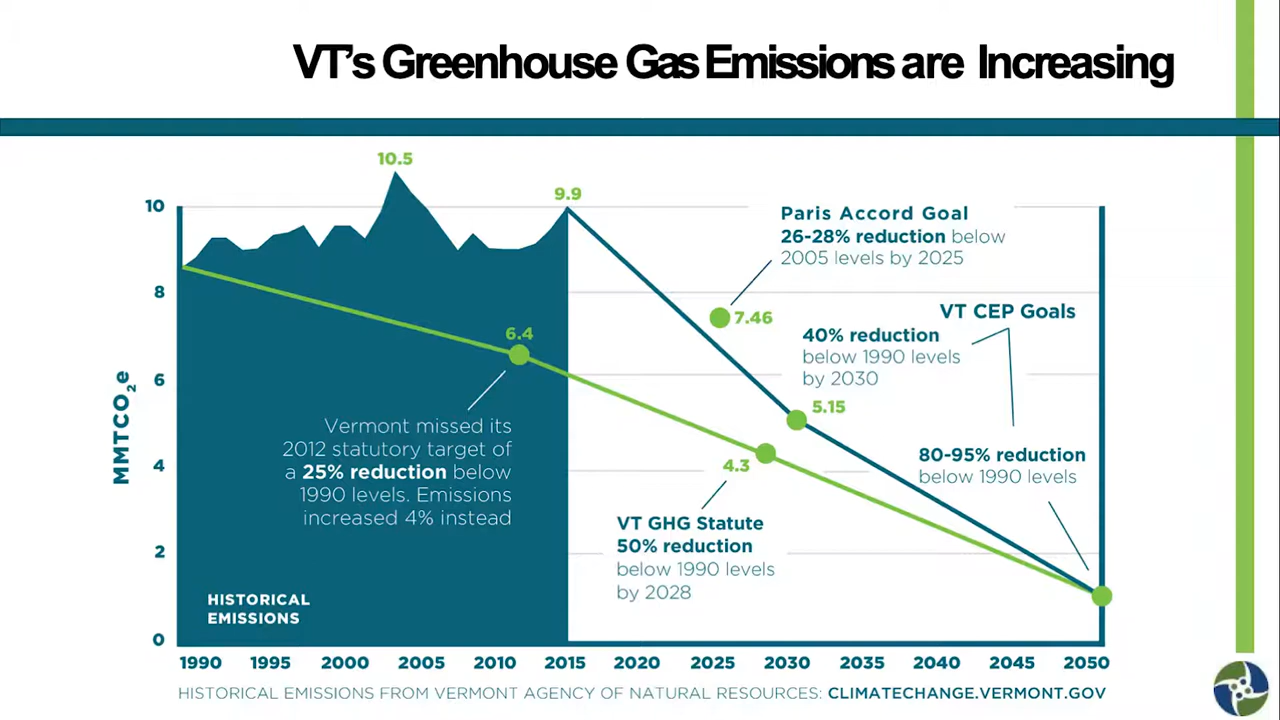 VT's Greenhouse Gas Emissions are Increasing
10.5
9.9
10
8
6
4
2
0
MMTCO2e
Paris Accord Goal
26-28% reduction below
2005 levels by 2025
7.46
VT CEP Goals
40% reduction
below 1990 levels
by 2030
5.15
6.4
Vermont missed its
2012 statutory target of
a 25% reduction below
1990 levels. Emissions
increased 4% instead
4.3
80-95% reduction
below 1990 levels
VT GHG Statute
50% reduction
below 1990 levels
by 2028
HISTORICAL
EMISSIONS
1990 1995 2000 2005 2010 2015 2020 2025 2030 2035 2040 2045 2050
HISTORICAL EMISSIONS FROM VERMONT AGENCY OF NATURAL RESOURCES: CLIMATECHANGE.VERMONT.GOV